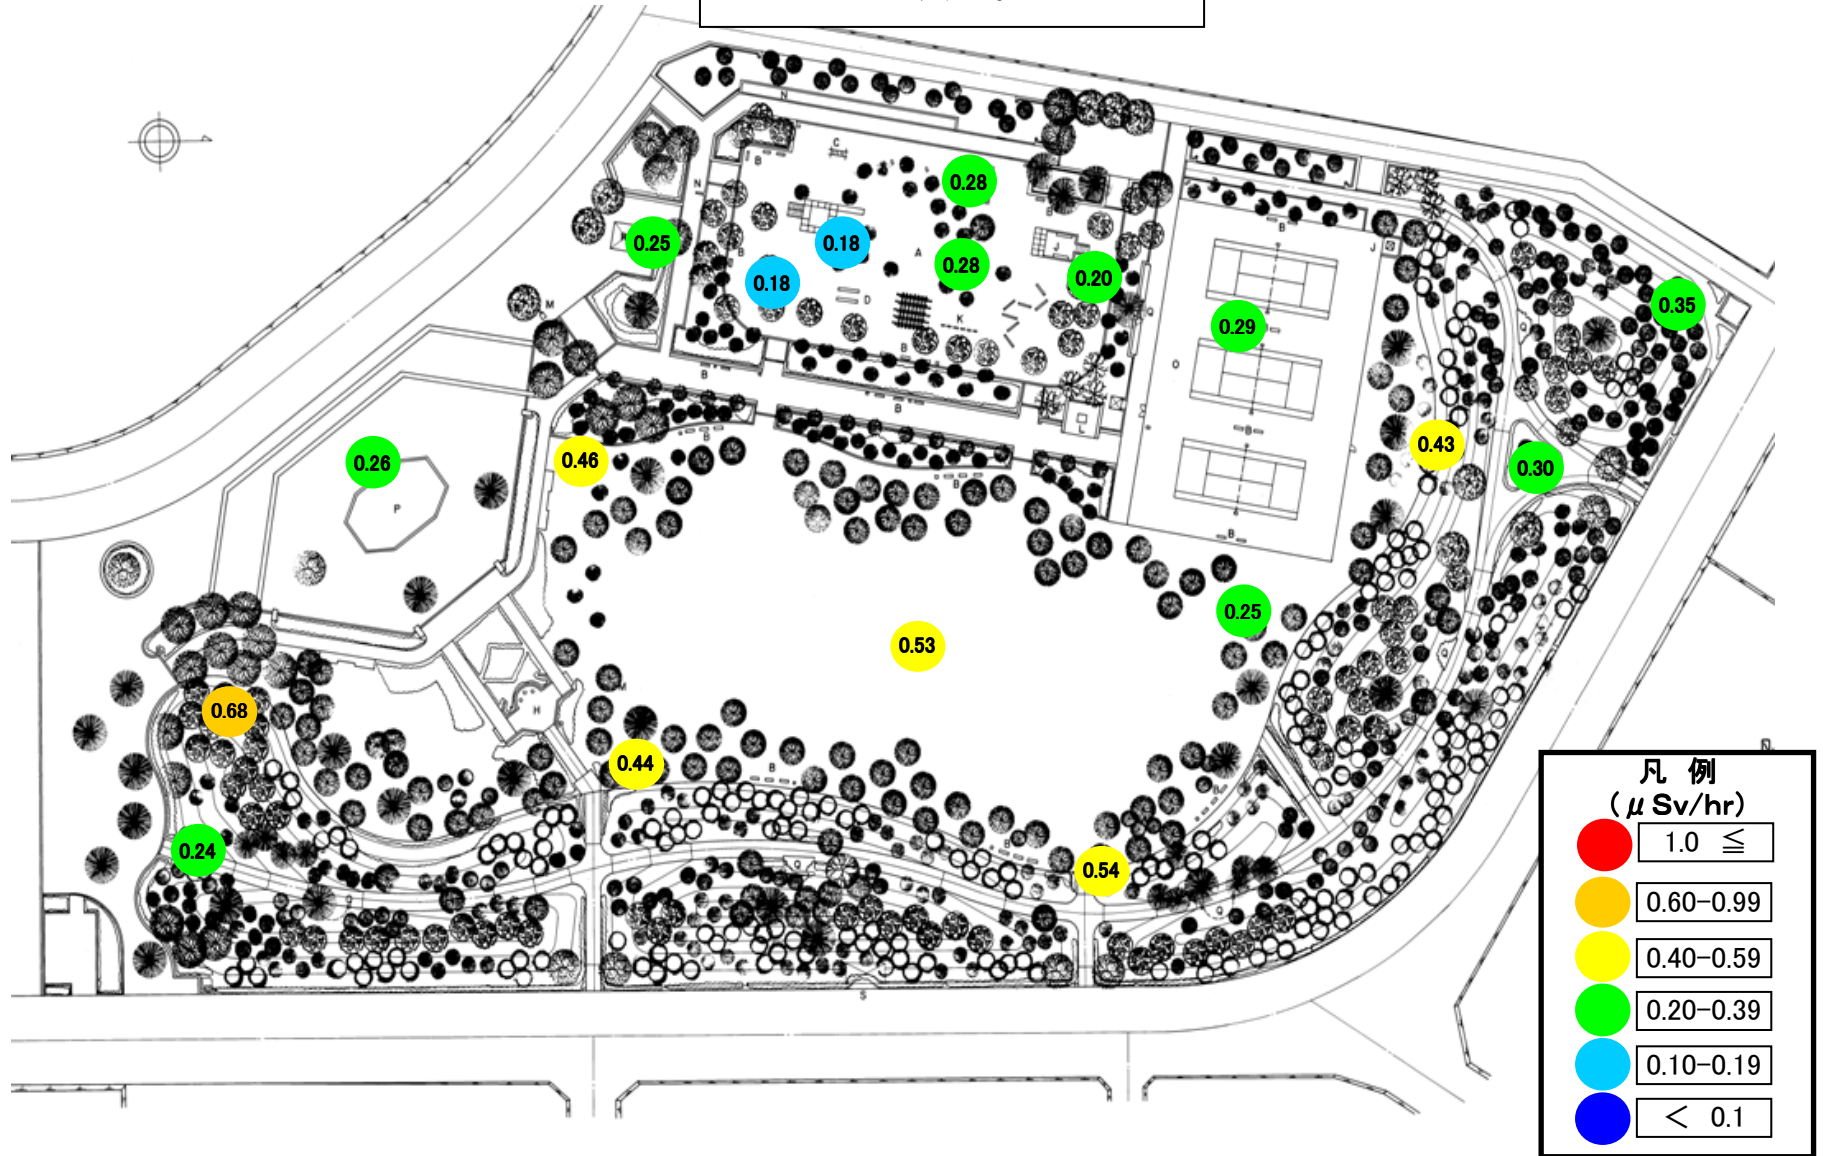 N
C
B
0.28
N
B
0.25
0.18
B
A
J
B
J
0.28
0.20
0.18
D
K
M
0.29
Q
Q
0.35
B
B
B
O
L
M
B
0.46
0.43
0.26
B
B
0.30
P
B
0.25
0.53
Q
M
0.68
H
0.44
B
B
0.24
B
Q
0.54
Q
Q
S
凡 例
(μSv/hr)
1.0 ≦
0.60-0.99
0.40-0.59
0.20-0.39
0.10-0.19
< 0.1